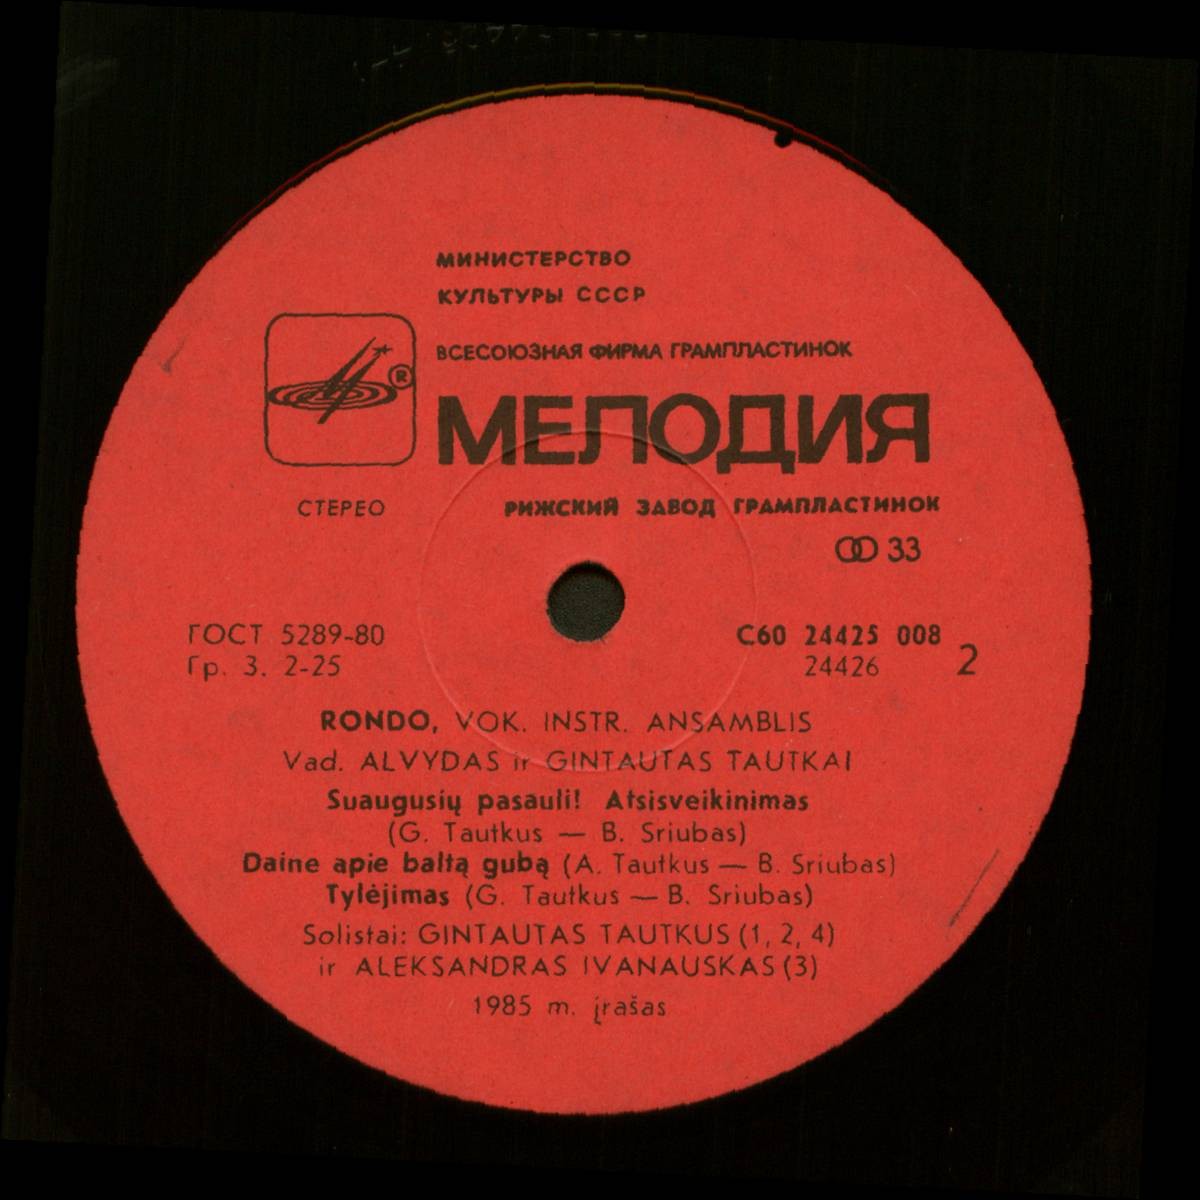 МИНИСТЕРСТВО
КУЛЬТУРЫ СССР
ВСЕСОЮЗНАЯ ФИРМА ГРАМПЛАСТИНОК
®
МЕЛОДИЯ
СТЕРЕО
РИЖСКИЙ ЗАВОД ГРАМПЛАСТИНОК
33
ГОСТ 5289-80
Гр. 3. 2-25
С60 24425 008
24426 2
RONDO, VOK. INSTR. ANSAMBLIS
Vad. ALVYDAS ir GINTAUTAS TAUTKAI
Suaugusių pasauli! Atsisveikinimas
(G. Tautkus — B. Sriubas)
Daine apie baltą gubą (A. Tautkus — B. Sriubas)
Tylėjimas (G. Tautkus — B. Sriubas)
Solistai: GINTAUTAS TAUTKUS (1, 2, 4)
ir ALEKSANDRAS IVANAUSKAS (3)
1985 m. įrašas